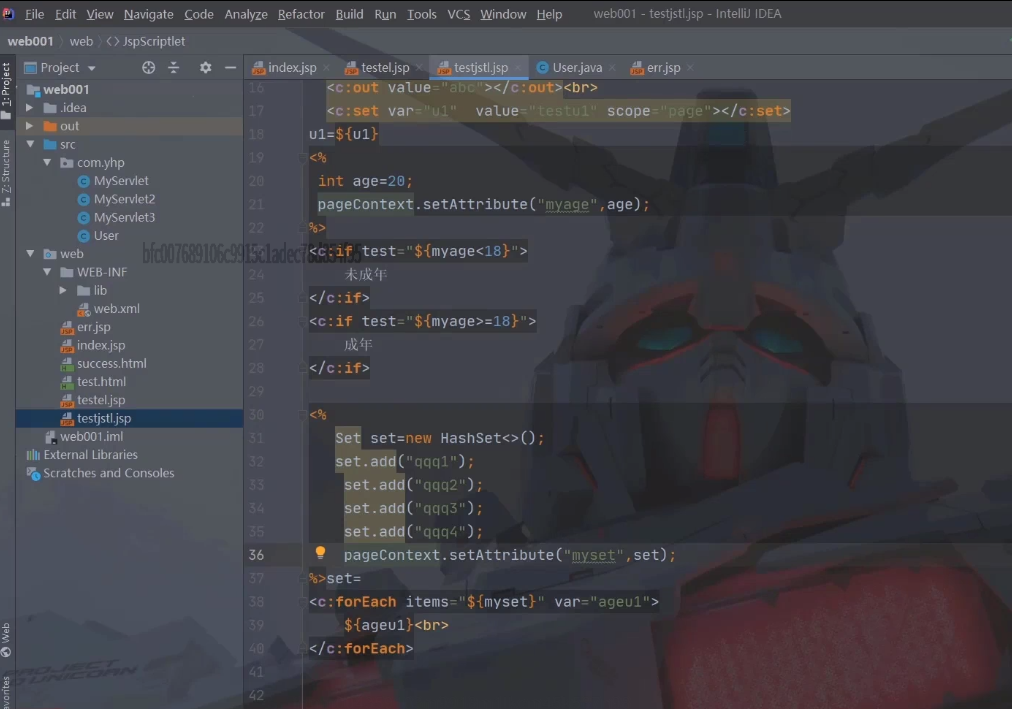 File Edit View Navigate Code Analyze Refactor Build Run Tools VCS Window Help web001 - testjstl.jsp - IntelliJ IDEA
web001 web JspScriptlet
Project index.jsp testel.jsp testjstl.jsp User.java err.jsp
1: Project
Z: Structure
Web
web001
.idea
out
src
com.yhp
MyServlet
MyServlet2
MyServlet3
User
web
WEB-INF
lib
web.xml
err.jsp
index.jsp
success.html
test.html
testel.jsp
testjstl.jsp
web001.iml
External Libraries
Scratches and Consoles
16 <c:out value="abc"></c:out><br>
17 <c:set var="u1" value="testu1" scope="page"></c:set>
18 u1=${u1}
19 <%
20 int age=20;
21 pageContext.setAttribute("myage",age);
22 %>
<c:if test="${myage<18}">
24 未成年
25 </c:if>
26 <c:if test="${myage>=18}">
27 成年
28 </c:if>
29
30 <%
31 Set set=new HashSet<>();
32 set.add("qqq1");
33 set.add("qqq2");
34 set.add("qqq3");
35 set.add("qqq4");
36 pageContext.setAttribute("myset",set);
37 %>set=
38 <c:forEach items="${myset}" var="ageu1">
39 ${ageu1}<br>
40 </c:forEach>
41
42
PROJECT